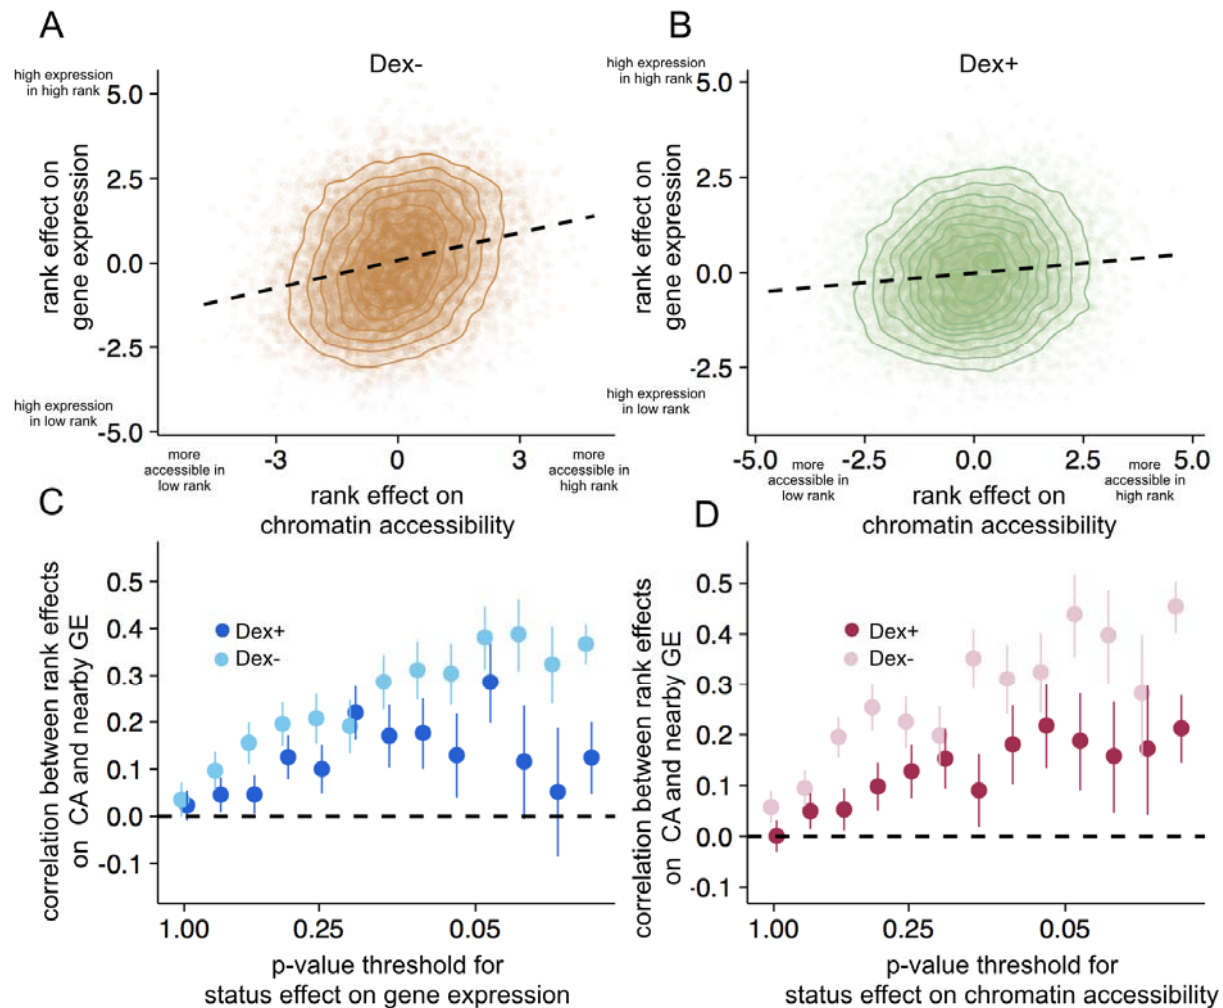 A
Dex-
high expression
in high rank
5.0
2.5
0.0
-2.5
-5.0
rank effect on
gene expression
high expression
in low rank
-3
0
3
more
accessible in
low rank
more
accessible in
high rank
rank effect on
chromatin accessibility
B
Dex+
high expression
in high rank
5.0
2.5
0.0
-2.5
rank effect on
gene expression
high expression
in low rank
-5.0
0.0
2.5
5.0
more
accessible in
low rank
more
accessible in
high rank
rank effect on
chromatin accessibility
C
correlation between rank effects
on CA and nearby GE
0.5
0.4
0.3
0.2
0.1
0.0
-0.1
Dex+
Dex-
1.00
0.25
0.05
p-value threshold for
status effect on gene expression
D
correlation between rank effects
on CA and nearby GE
0.5
0.4
0.3
0.2
0.1
0.0
-0.1
Dex+
Dex-
1.00
0.25
0.05
p-value threshold for
status effect on chromatin accessibility